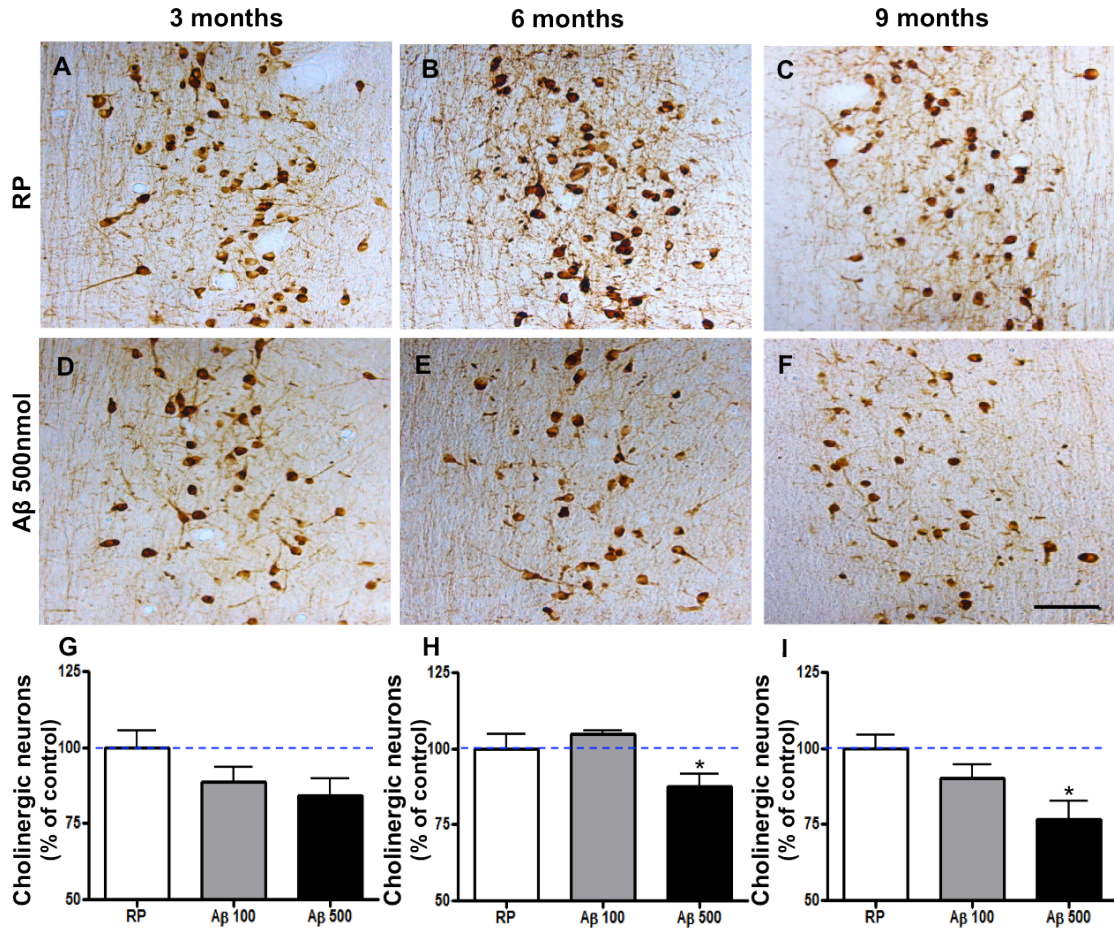 3 months 6 months 9 months
RP
A B C
Aβ 500nmol
D E F
G H I
Cholinergic neurons
(% of control)
125
100
75
50
RP Aβ 100 Aβ 500
Cholinergic neurons
(% of control)
125
100
75
50
*
RP Aβ 100 Aβ 500
Cholinergic neurons
(% of control)
125
100
75
50
*
RP Aβ 100 Aβ 500